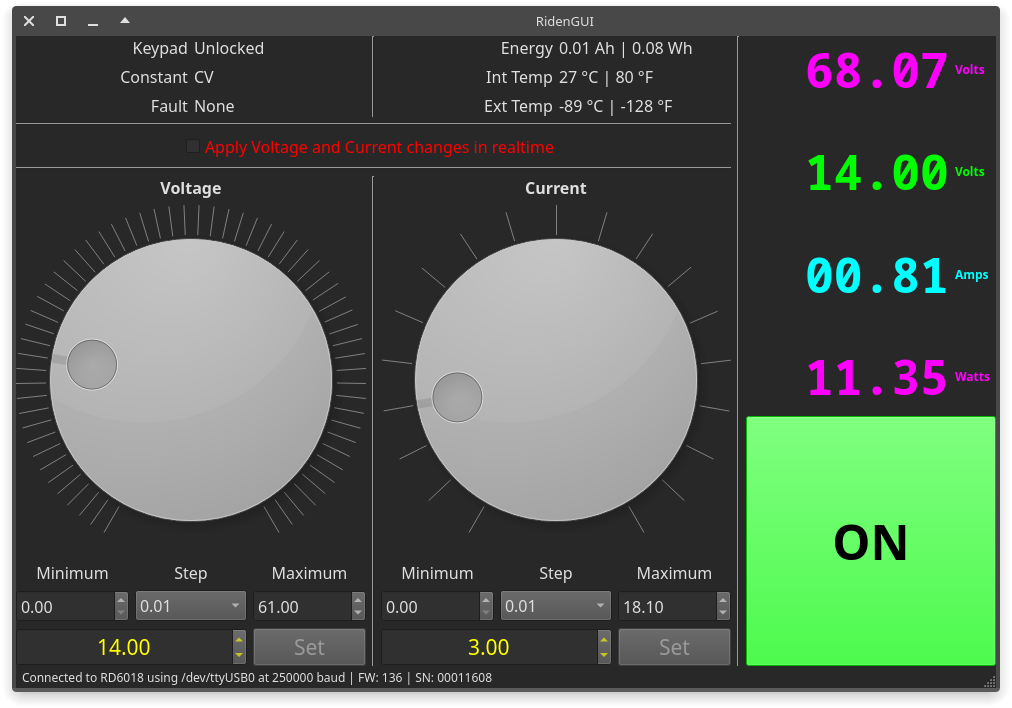 RidenGUI
Keypad Unlocked
Constant CV
Fault None
Energy 0.01 Ah | 0.08 Wh
Int Temp 27 °C | 80 °F
Ext Temp -89 °C | -128 °F
Apply Voltage and Current changes in realtime
Voltage
Minimum Step Maximum
0.00 0.01 61.00
14.00 Set
Current
Minimum Step Maximum
0.00 0.01 18.10
3.00 Set
68.07 Volts
14.00 Volts
00.81 Amps
11.35 Watts
ON
Connected to RD6018 using /dev/ttyUSB0 at 250000 baud | FW: 136 | SN: 00011608